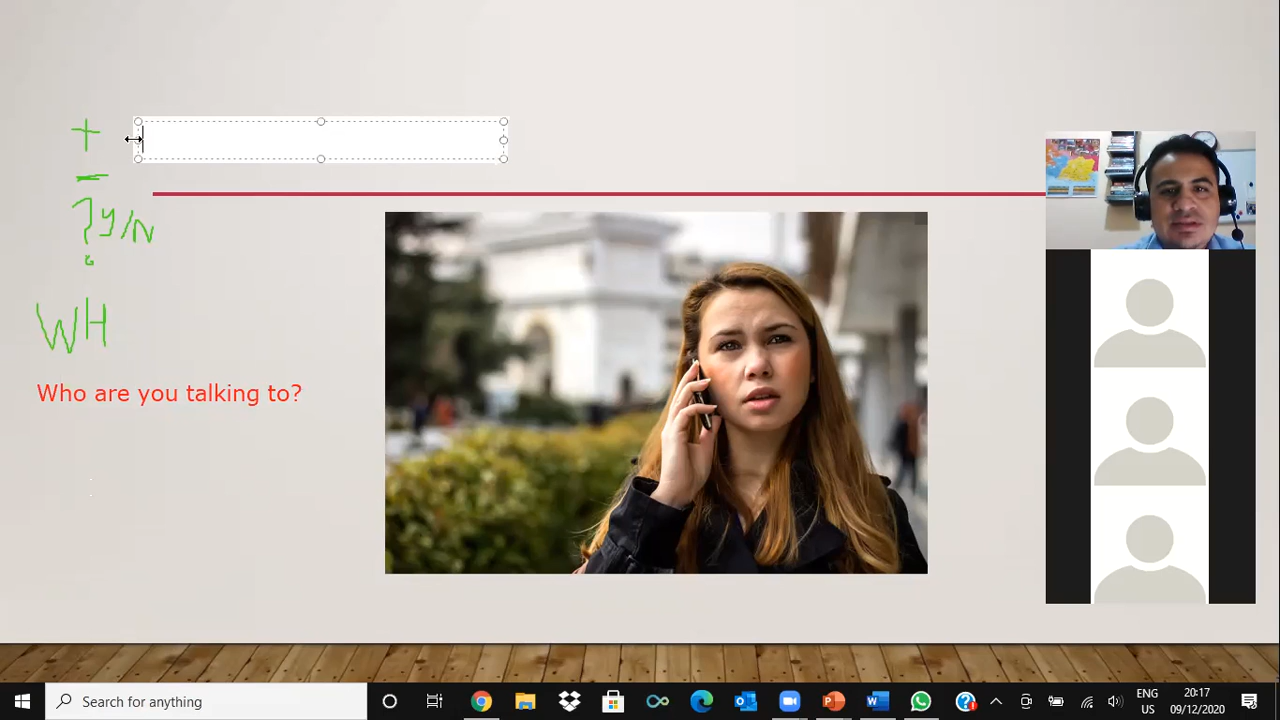 +
-
? Y/N
WH
Who are you talking to?
Search for anything
ENG
US
20:17
09/12/2020